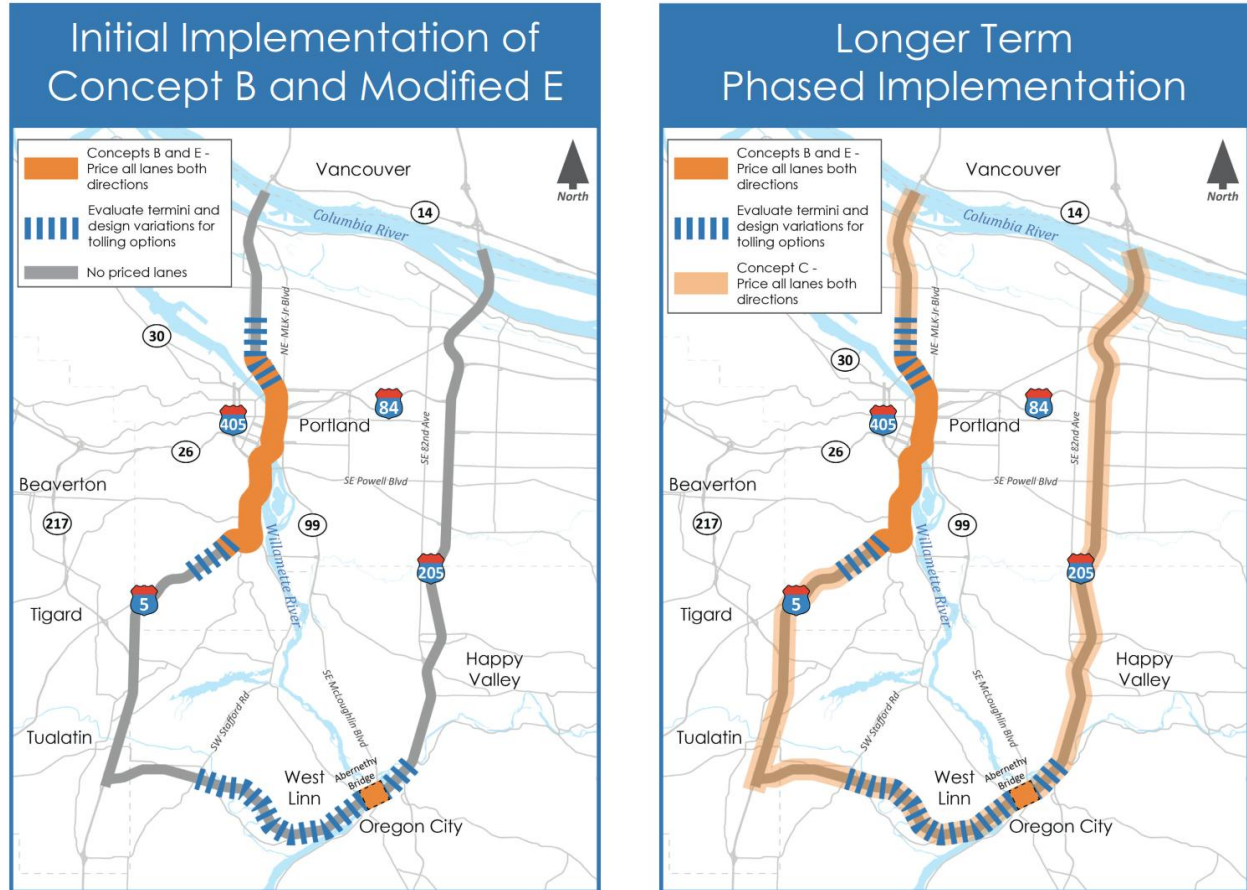 Initial Implementation of
Concept B and Modified E
Concepts B and E -
Price all lanes both
directions
Evaluate termini and
design variations for
tolling options
No priced lanes
North
Vancouver
14
Columbia River
NE MLK Jr Blvd
30
405
84
Portland
26
SE 82nd Ave
Beaverton
SE Powell Blvd
217
99
Willamette River
205
5
Tigard
Happy
Valley
SE McLoughlin Blvd
SW Stafford Rd
Tualatin
West
Linn
Abernethy
Bridge
Oregon City
Longer Term
Phased Implementation
Concepts B and E -
Price all lanes both
directions
Evaluate termini and
design variations for
tolling options
Concept C -
Price all lanes both
directions
North
Vancouver
14
Columbia River
NE MLK Jr Blvd
30
405
84
Portland
26
SE 82nd Ave
Beaverton
SE Powell Blvd
217
99
Willamette River
205
5
Tigard
Happy
Valley
SE McLoughlin Blvd
SW Stafford Rd
Tualatin
West
Linn
Abernethy
Bridge
Oregon City